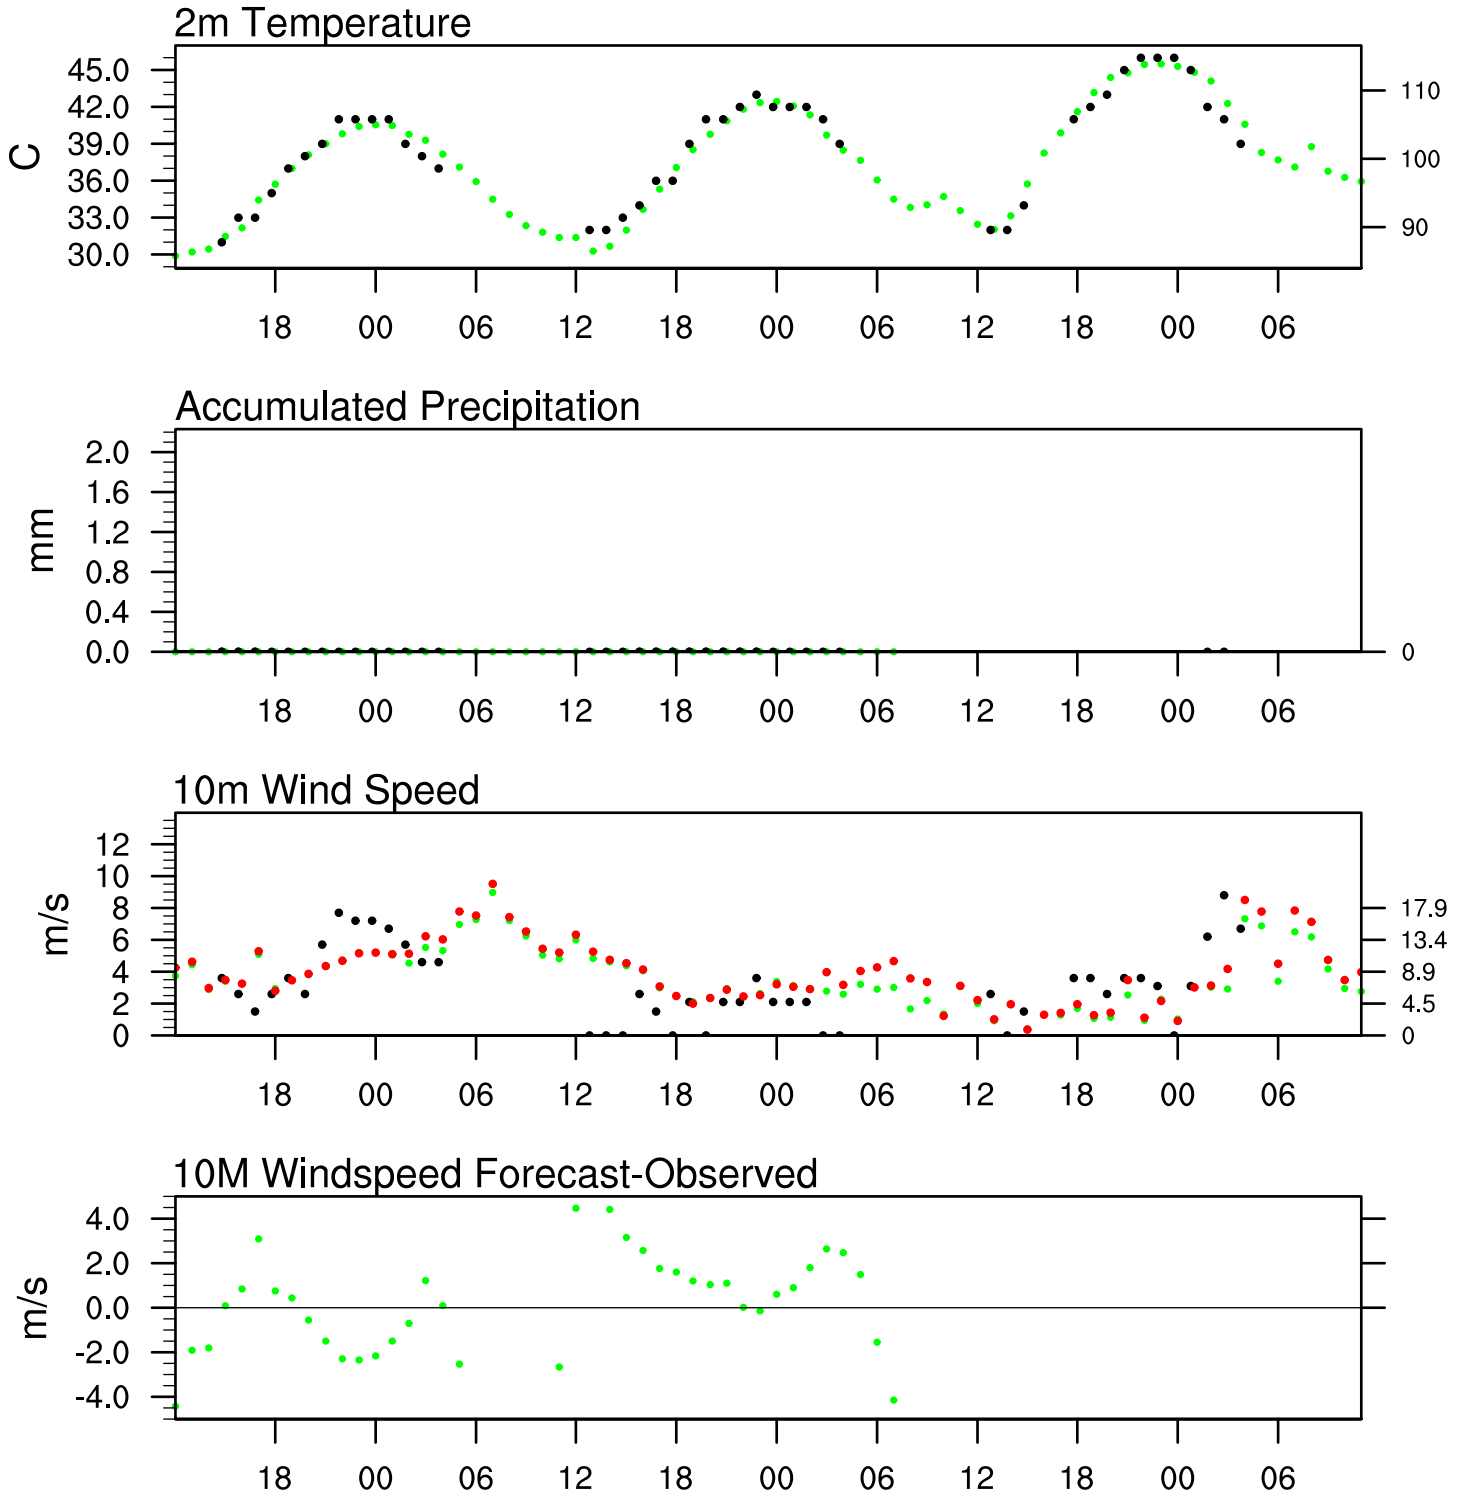 2m Temperature
45.0
42.0
39.0
36.0
33.0
30.0
C
110
100
90
18 00 06 12 18 00 06 12 18 00 06
Accumulated Precipitation
2.0
1.6
1.2
0.8
0.4
0.0
mm
0
18 00 06 12 18 00 06 12 18 00 06
10m Wind Speed
12
10
8
6
4
2
0
m/s
17.9
13.4
8.9
4.5
0
18 00 06 12 18 00 06 12 18 00 06
10M Windspeed Forecast-Observed
4.0
2.0
0.0
-2.0
-4.0
m/s
18 00 06 12 18 00 06 12 18 00 06